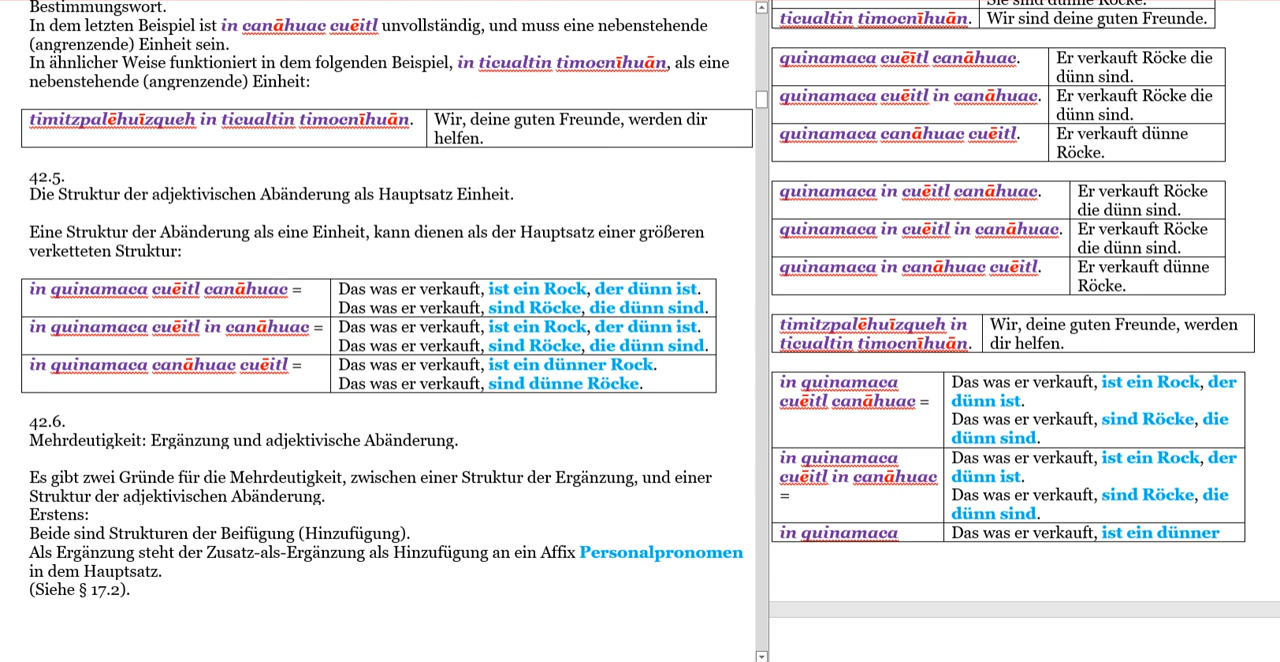 Bestimmungswort.
In dem letzten Beispiel ist in canāhuac cuēitl unvollständig, und muss eine nebenstehende
(angrenzende) Einheit sein.
In ähnlicher Weise funktioniert in dem folgenden Beispiel, in ticualtin timocnīhuān, als eine
nebenstehende (angrenzende) Einheit:
timitzpalēhuīzqueh in ticualtin timocnīhuān. Wir, deine guten Freunde, werden dir
helfen.
42.5.
Die Struktur der adjektivischen Abänderung als Hauptsatz Einheit.
Eine Struktur der Abänderung als eine Einheit, kann dienen als der Hauptsatz einer größeren
verketteten Struktur:
in quinamaca cuēitl canāhuac = Das was er verkauft, ist ein Rock, der dünn ist.
Das was er verkauft, sind Röcke, die dünn sind.
in quinamaca cuēitl in canāhuac = Das was er verkauft, ist ein Rock, der dünn ist.
Das was er verkauft, sind Röcke, die dünn sind.
in quinamaca canāhuac cuēitl = Das was er verkauft, ist ein dünner Rock.
Das was er verkauft, sind dünne Röcke.
42.6.
Mehrdeutigkeit: Ergänzung und adjektivische Abänderung.
Es gibt zwei Gründe für die Mehrdeutigkeit, zwischen einer Struktur der Ergänzung, und einer
Struktur der adjektivischen Abänderung.
Erstens:
Beide sind Strukturen der Beifügung (Hinzufügung).
Als Ergänzung steht der Zusatz-als-Ergänzung als Hinzufügung an ein Affix Personalpronomen
in dem Hauptsatz.
(Siehe § 17.2).
Sie sind dünne Röcke.
ticualtin timocnīhuān. Wir sind deine guten Freunde.
quinamaca cuēītl canāhuac. Er verkauft Röcke die
dünn sind.
quinamaca cuēitl in canāhuac. Er verkauft Röcke die
dünn sind.
quinamaca canāhuac cuēitl. Er verkauft dünne
Röcke.
quinamaca in cuēitl canāhuac. Er verkauft Röcke
die dünn sind.
quinamaca in cuēitl in canāhuac. Er verkauft Röcke
die dünn sind.
quinamaca in canāhuac cuēitl. Er verkauft dünne
Röcke.
timitzpalēhuīzqueh in Wir, deine guten Freunde, werden
ticualtin timocnīhuān. dir helfen.
in quinamaca Das was er verkauft, ist ein Rock, der
cuēitl canāhuac = dünn ist.
Das was er verkauft, sind Röcke, die
dünn sind.
in quinamaca Das was er verkauft, ist ein Rock, der
cuēitl in canāhuac dünn ist.
= Das was er verkauft, sind Röcke, die
dünn sind.
in quinamaca Das was er verkauft, ist ein dünner